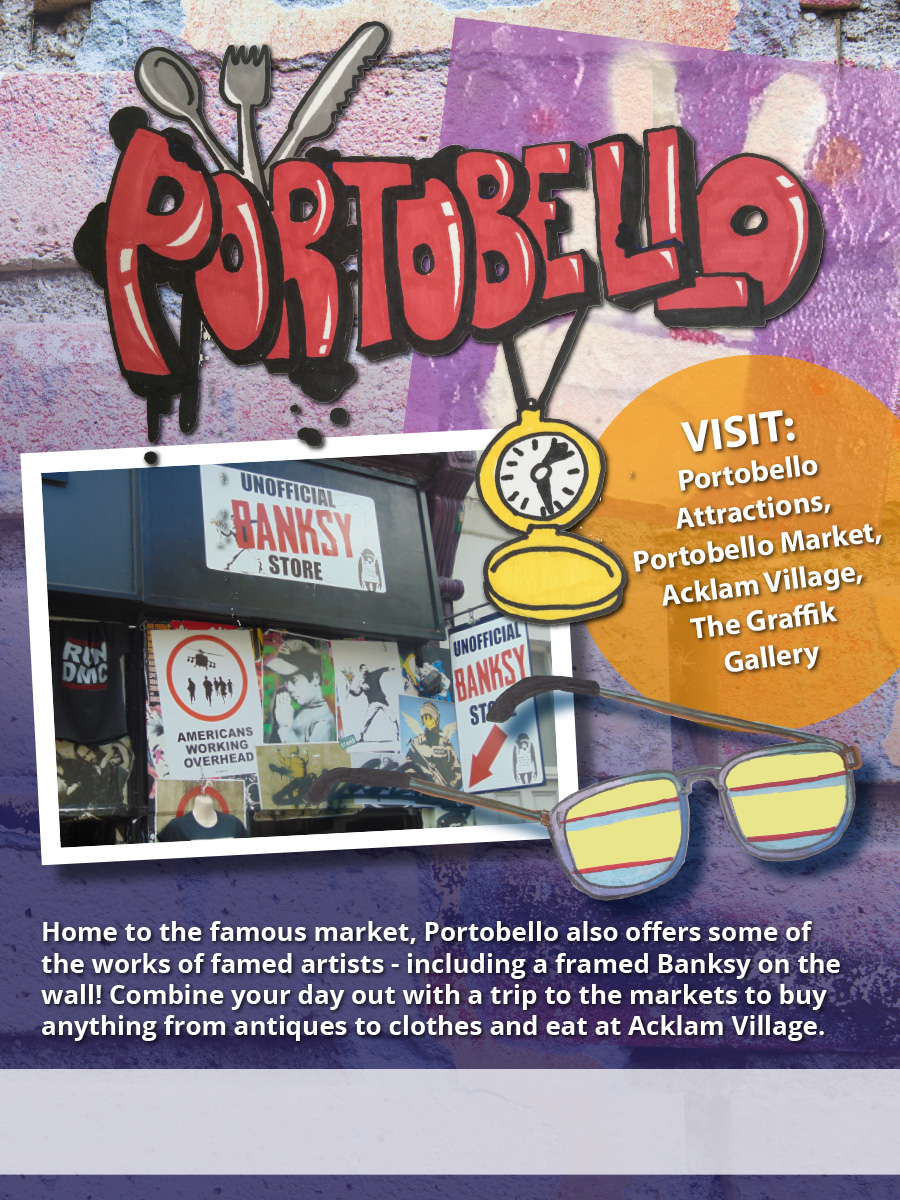 PORTOBELLO
VISIT:
Portobello
Attractions,
Portobello Market,
Acklam Village,
The Graffik
Gallery
UNOFFICIAL
BANKSY
STORE
RUN
DMC
AMERICANS
WORKING
OVERHEAD
UNOFFICIAL
BANKSY
Home to the famous market, Portobello also offers some of
the works of famed artists - including a framed Banksy on the
wall! Combine your day out with a trip to the markets to buy
anything from antiques to clothes and eat at Acklam Village.